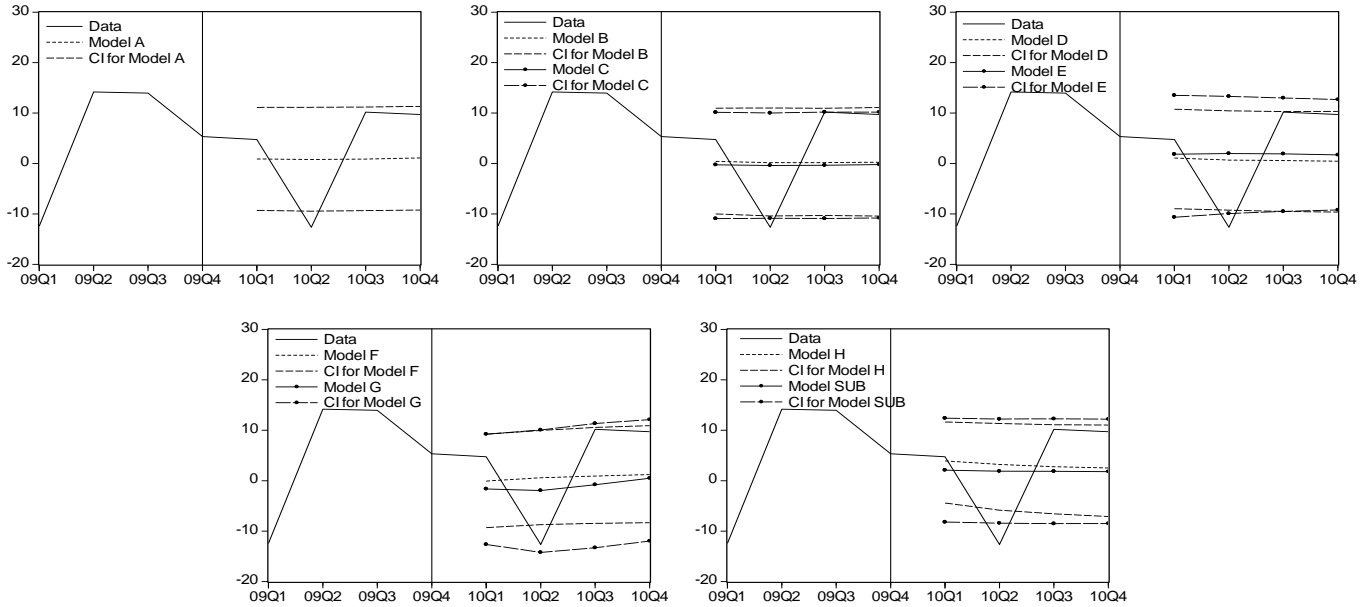 30
20
10
0
-10
-20
Data
Model A
CI for Model A
09Q1 09Q2 09Q3 09Q4 10Q1 10Q2 10Q3 10Q4
30
20
10
0
-10
-20
Data
Model B
CI for Model B
Model C
CI for Model C
09Q1 09Q2 09Q3 09Q4 10Q1 10Q2 10Q3 10Q4
30
20
10
0
-10
-20
Data
Model D
CI for Model D
Model E
CI for Model E
09Q1 09Q2 09Q3 09Q4 10Q1 10Q2 10Q3 10Q4
30
20
10
0
-10
-20
Data
Model F
CI for Model F
Model G
CI for Model G
09Q1 09Q2 09Q3 09Q4 10Q1 10Q2 10Q3 10Q4
30
20
10
0
-10
-20
Data
Model H
CI for Model H
Model SUB
CI for Model SUB
09Q1 09Q2 09Q3 09Q4 10Q1 10Q2 10Q3 10Q4